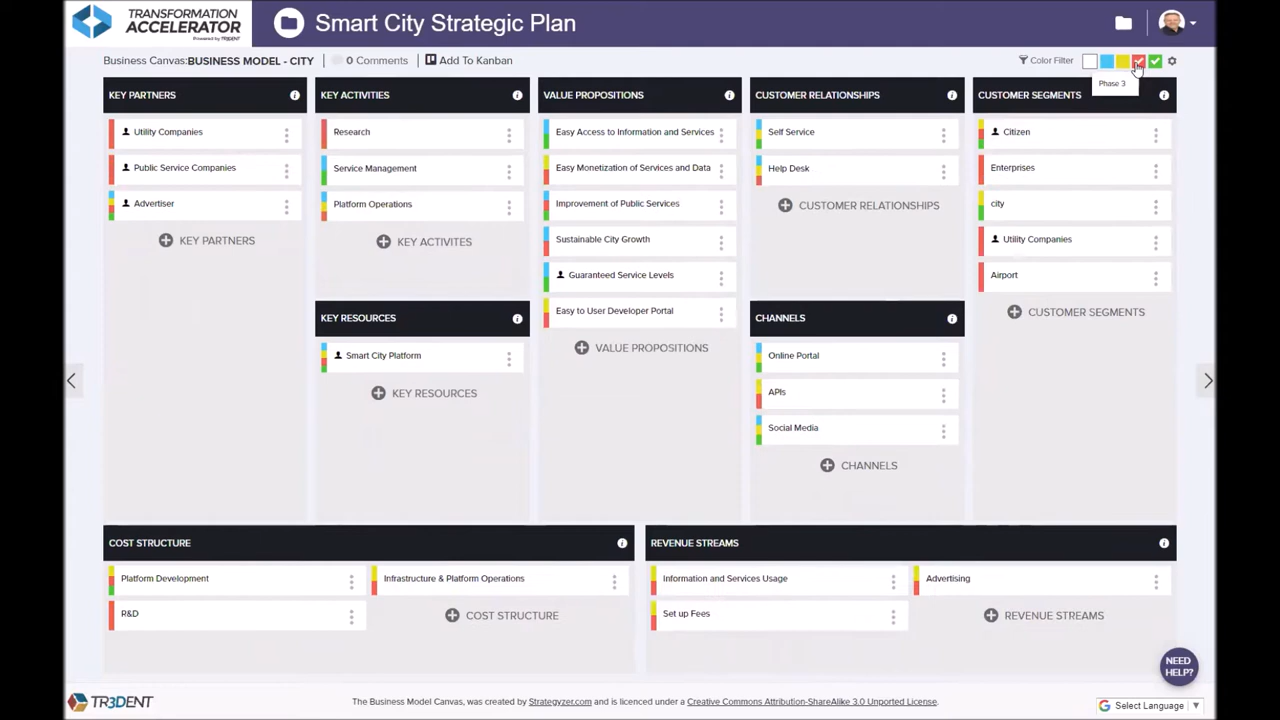 TRANSFORMATION
ACCELERATOR
Powered by TR3DENT
Smart City Strategic Plan
Business Canvas:BUSINESS MODEL - CITY
0 Comments
Add To Kanban
Color Filter
Phase 3
KEY PARTNERS
Utility Companies
Public Service Companies
Advertiser
KEY PARTNERS
KEY ACTIVITIES
Research
Service Management
Platform Operations
KEY ACTIVITES
KEY RESOURCES
Smart City Platform
KEY RESOURCES
VALUE PROPOSITIONS
Easy Access to Information and Services
Easy Monetization of Services and Data
Improvement of Public Services
Sustainable City Growth
Guaranteed Service Levels
Easy to User Developer Portal
VALUE PROPOSITIONS
CUSTOMER RELATIONSHIPS
Self Service
Help Desk
CUSTOMER RELATIONSHIPS
CHANNELS
Online Portal
APIs
Social Media
CHANNELS
CUSTOMER SEGMENTS
Citizen
Enterprises
city
Utility Companies
Airport
CUSTOMER SEGMENTS
COST STRUCTURE
Platform Development
Infrastructure & Platform Operations
R&D
COST STRUCTURE
REVENUE STREAMS
Information and Services Usage
Advertising
Set up Fees
REVENUE STREAMS
NEED
HELP?
TR3DENT
The Business Model Canvas, was created by Strategyzer.com and is licenced under a Creative Commons Attribution-ShareAlike 3.0 Unported License.
Select Language